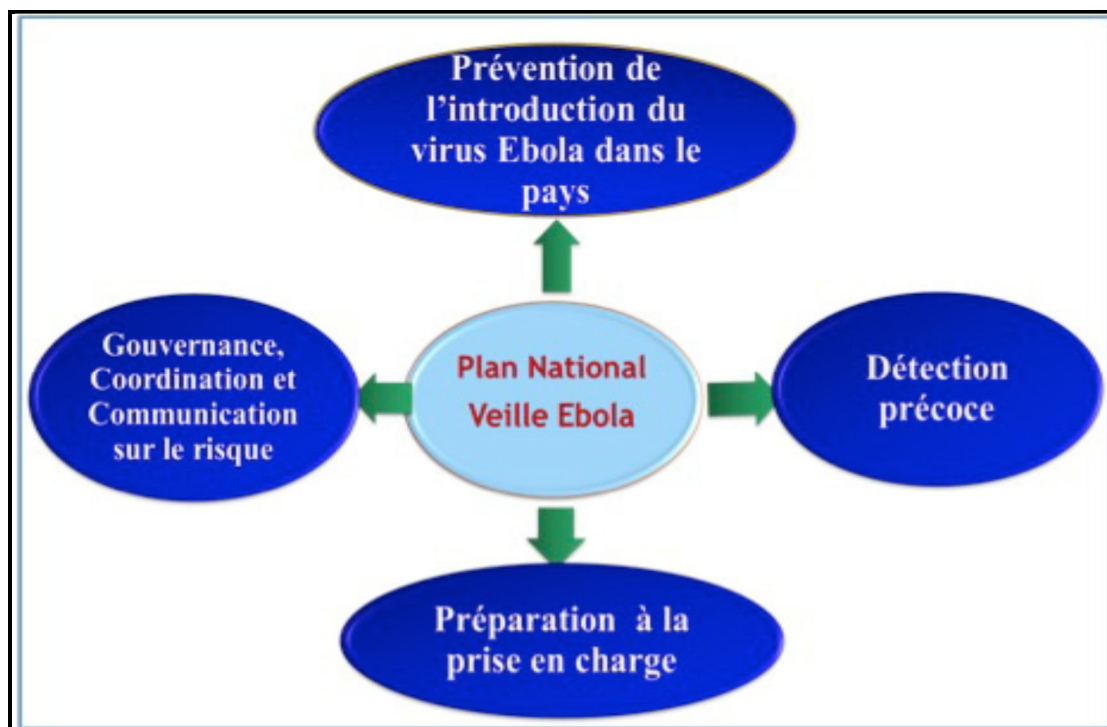 Prévention de
l'introduction du
virus Ebola dans le
pays
Gouvernance,
Coordination et
Communication
sur le risque
Plan National
Veille Ebola
Détection
précoce
Préparation à la
prise en charge